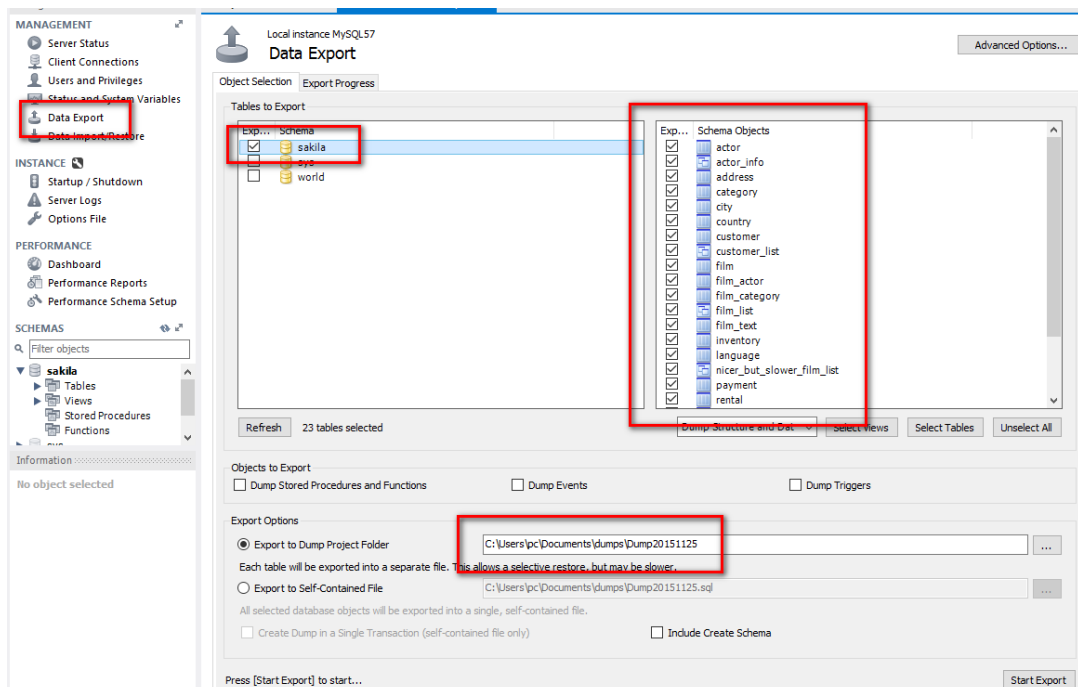 MANAGEMENT
Server Status
Client Connections
Users and Privileges
Status and System Variables
Data Export
Data Import/Restore
INSTANCE
Startup / Shutdown
Server Logs
Options File
PERFORMANCE
Dashboard
Performance Reports
Performance Schema Setup
SCHEMAS
Filter objects
sakila
Tables
Views
Stored Procedures
Functions
sys
Information
No object selected
Local instance MySQL57
Data Export
Advanced Options...
Object Selection Export Progress
Tables to Export
Exp... Schema
sakila
sys
world
Exp... Schema Objects
actor
actor_info
address
category
city
country
customer
customer_list
film
film_actor
film_category
film_list
film_text
inventory
language
nicer_but_slower_film_list
payment
rental
Refresh 23 tables selected Dump Structure and Dat Select Views Select Tables Unselect All
Objects to Export
Dump Stored Procedures and Functions Dump Events Dump Triggers
Export Options
Export to Dump Project Folder C:\Users\pc\Documents\dumps\Dump20151125 ...
Each table will be exported into a separate file. This allows a selective restore, but may be slower.
Export to Self-Contained File C:\Users\pc\Documents\dumps\Dump20151125.sql ...
All selected database objects will be exported into a single, self-contained file.
Create Dump in a Single Transaction (self-contained file only) Include Create Schema
Press [Start Export] to start... Start Export